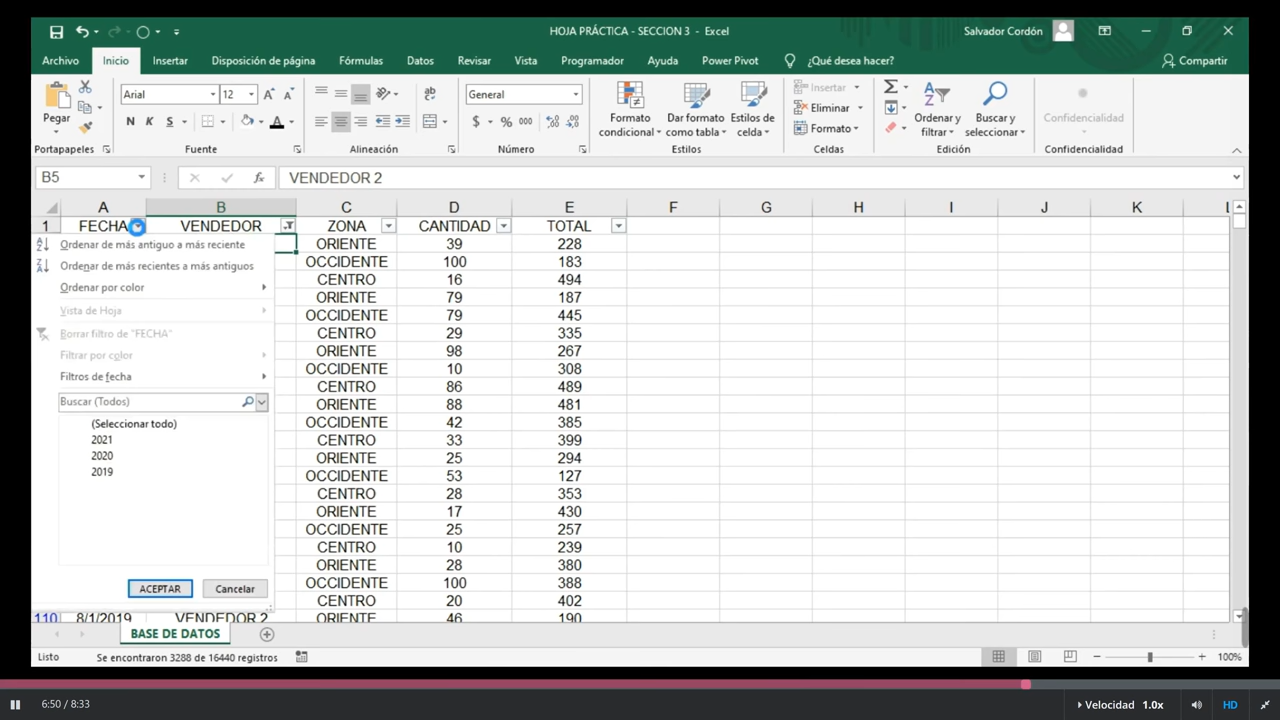 HOJA PRÁCTICA - SECCION 3 - Excel
Salvador Cordón
Archivo Inicio Insertar Disposición de página Fórmulas Datos Revisar Vista Programador Ayuda Power Pivot ¿Qué desea hacer? Compartir
Pegar
Arial 12
N K S
General
$ % 000
Formato condicional
Dar formato como tabla
Estilos de celda
Insertar
Eliminar
Formato
Ordenar y filtrar
Buscar y seleccionar
Confidencialidad
Portapapeles Fuente Alineación Número Estilos Celdas Edición Confidencialidad
B5 fx VENDEDOR 2
A B C D E F G H I J K L
1 FECHA VENDEDOR ZONA CANTIDAD TOTAL
ORIENTE 39 228
OCCIDENTE 100 183
CENTRO 16 494
ORIENTE 79 187
OCCIDENTE 79 445
CENTRO 29 335
ORIENTE 98 267
OCCIDENTE 10 308
CENTRO 86 489
ORIENTE 88 481
OCCIDENTE 42 385
CENTRO 33 399
ORIENTE 25 294
OCCIDENTE 53 127
CENTRO 28 353
ORIENTE 17 430
OCCIDENTE 25 257
CENTRO 10 239
ORIENTE 28 380
OCCIDENTE 100 388
CENTRO 20 402
110 8/1/2019 VENDEDOR 2 ORIENTE 46 190
Ordenar de más antiguo a más reciente
Ordenar de más recientes a más antiguos
Ordenar por color
Vista de Hoja
Borrar filtro de "FECHA"
Filtrar por color
Filtros de fecha
Buscar (Todos)
(Seleccionar todo)
2021
2020
2019
ACEPTAR Cancelar
BASE DE DATOS
Listo Se encontraron 3288 de 16440 registros 100%
6:50 / 8:33 Velocidad 1.0x HD